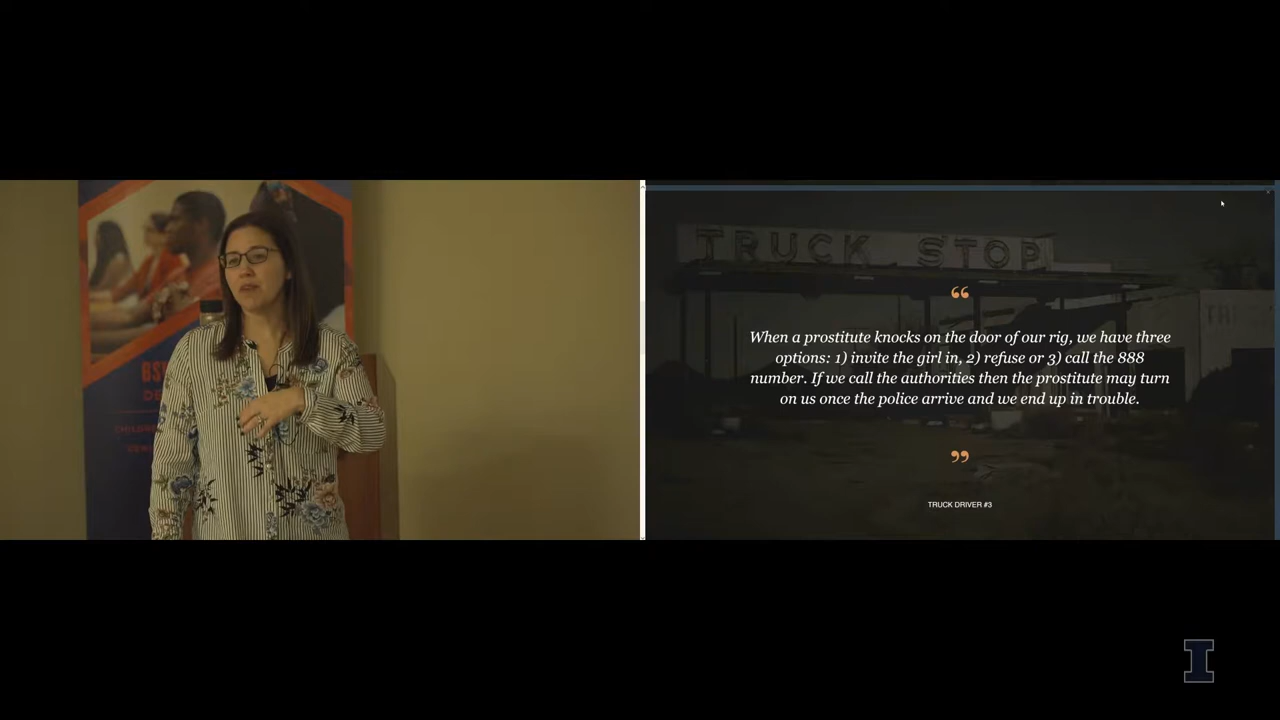 TRUCK STOP
“
When a prostitute knocks on the door of our rig, we have three
options: 1) invite the girl in, 2) refuse or 3) call the 888
number. If we call the authorities then the prostitute may turn
on us once the police arrive and we end up in trouble.
”
TRUCK DRIVER #3
I